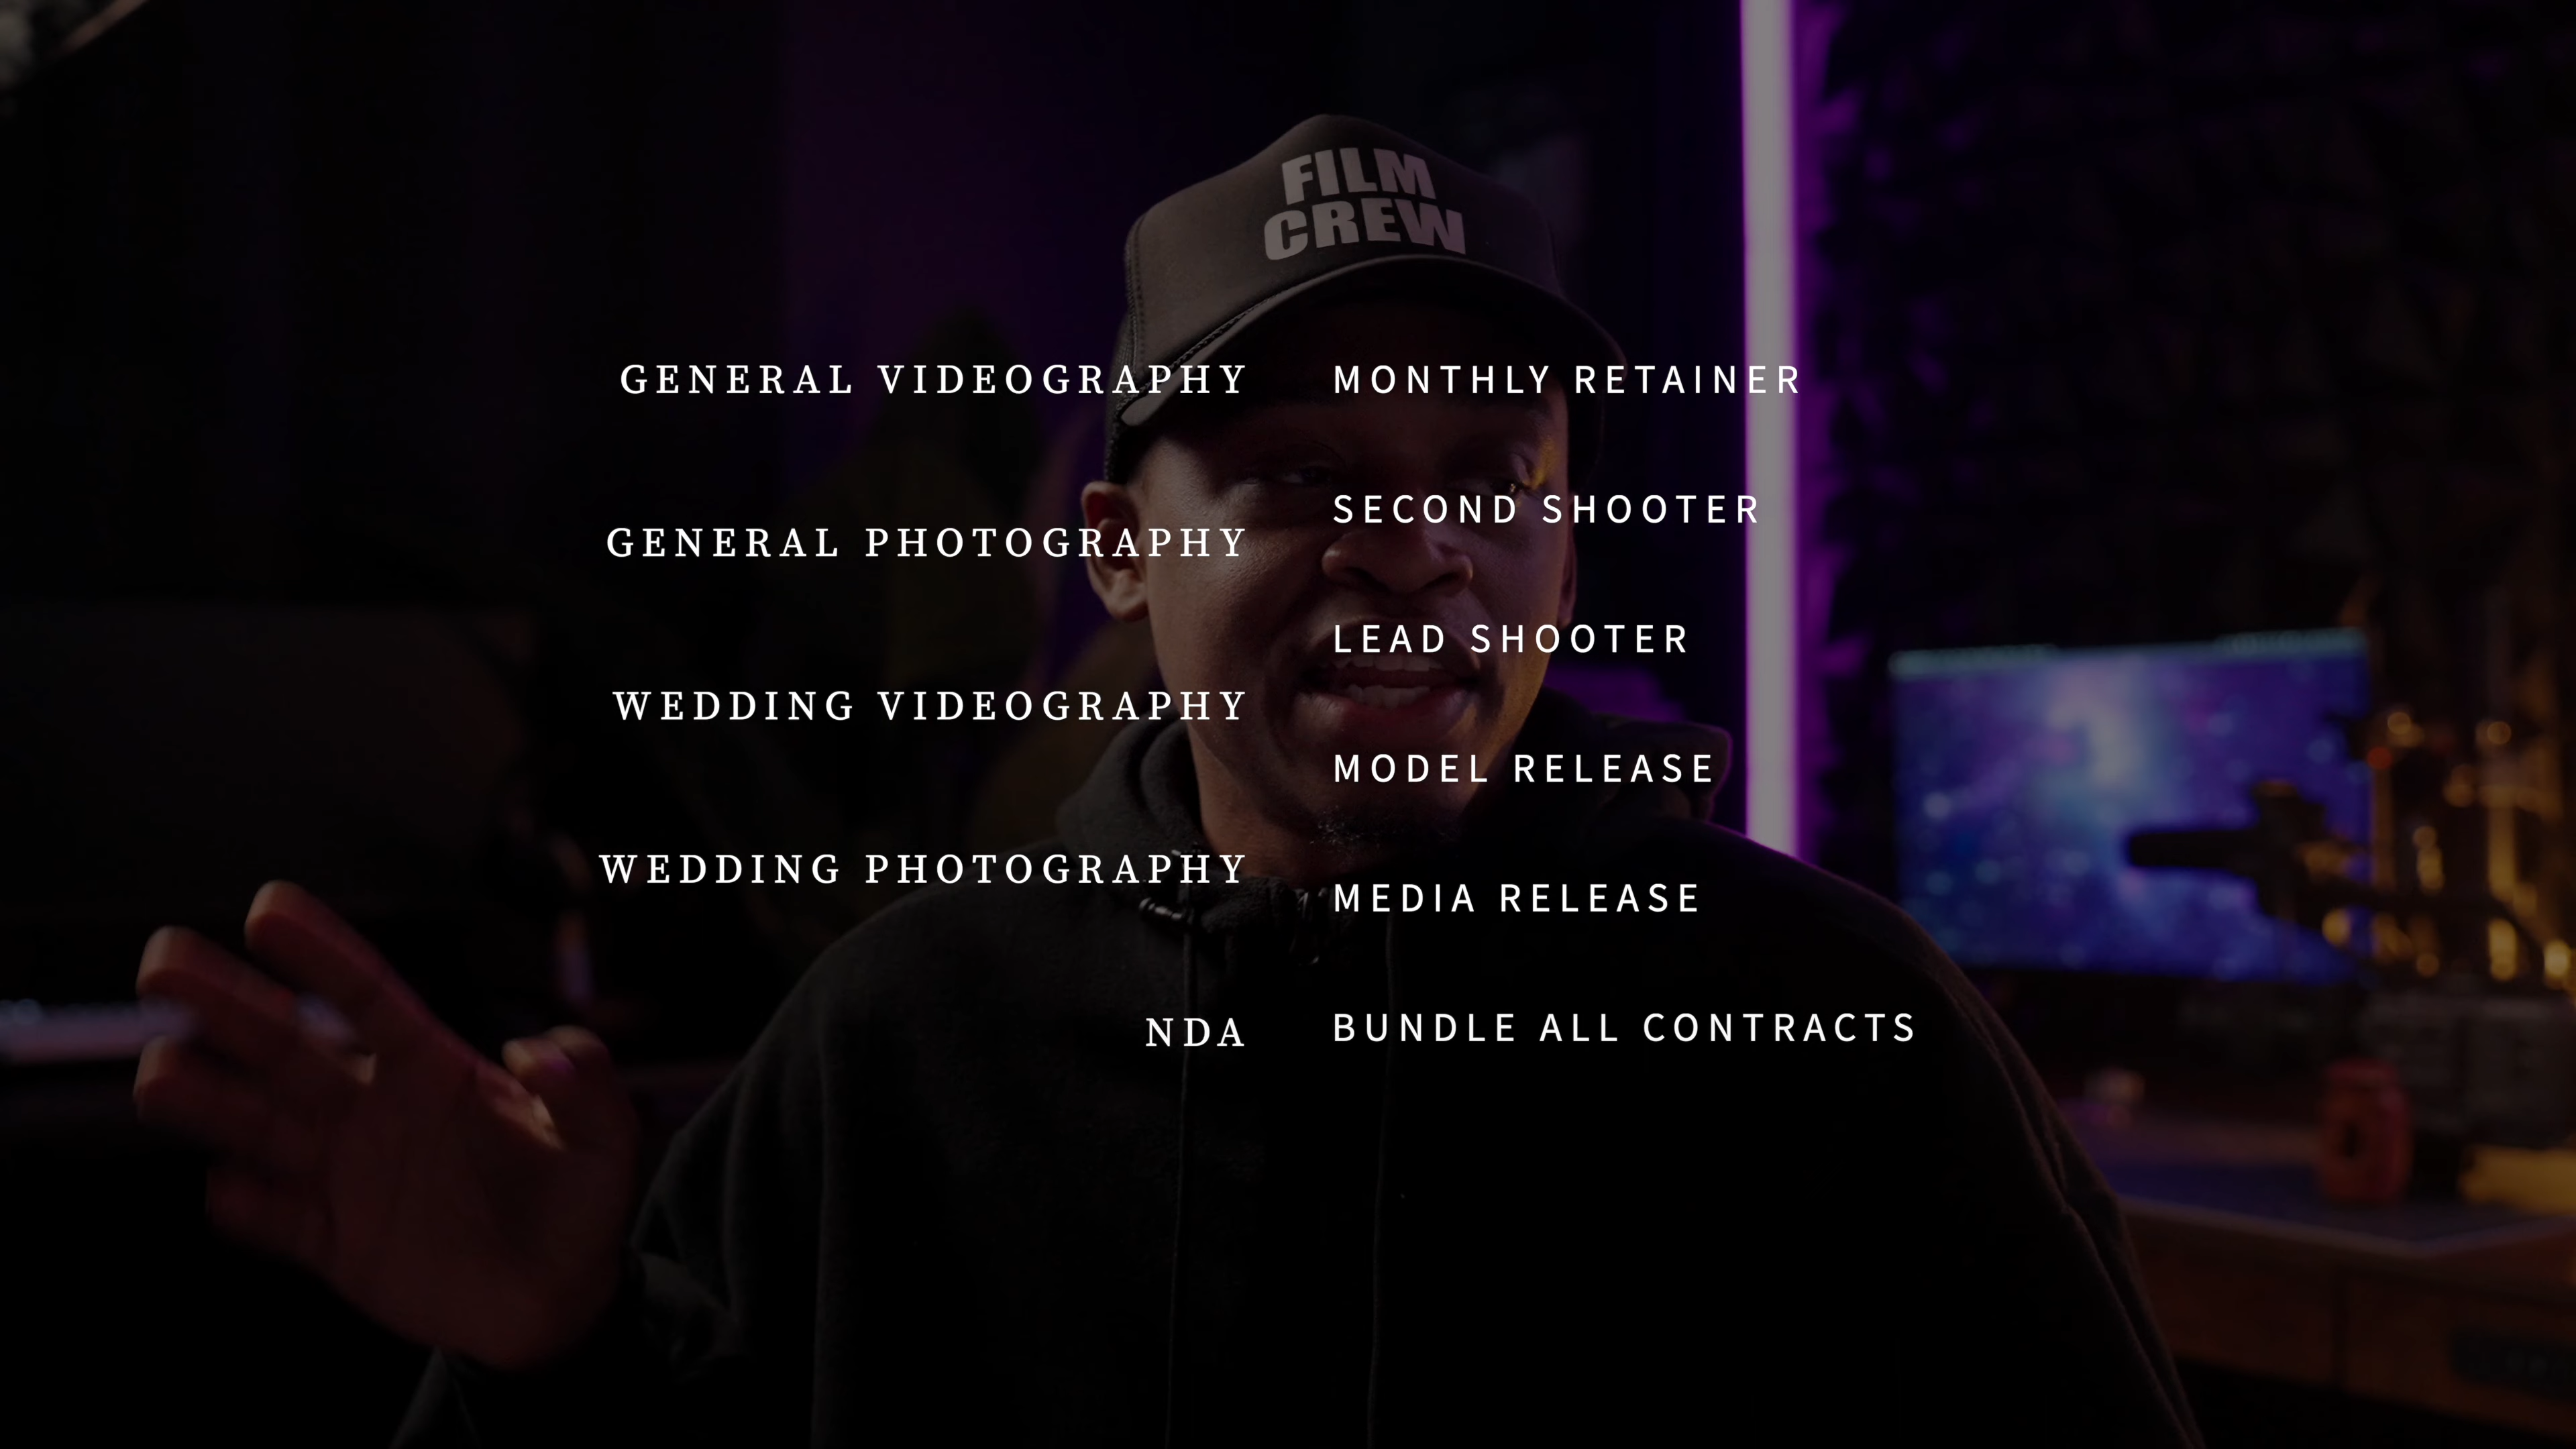 FILM
CREW
GENERAL VIDEOGRAPHY
GENERAL PHOTOGRAPHY
WEDDING VIDEOGRAPHY
WEDDING PHOTOGRAPHY
NDA
MONTHLY RETAINER
SECOND SHOOTER
LEAD SHOOTER
MODEL RELEASE
MEDIA RELEASE
BUNDLE ALL CONTRACTS